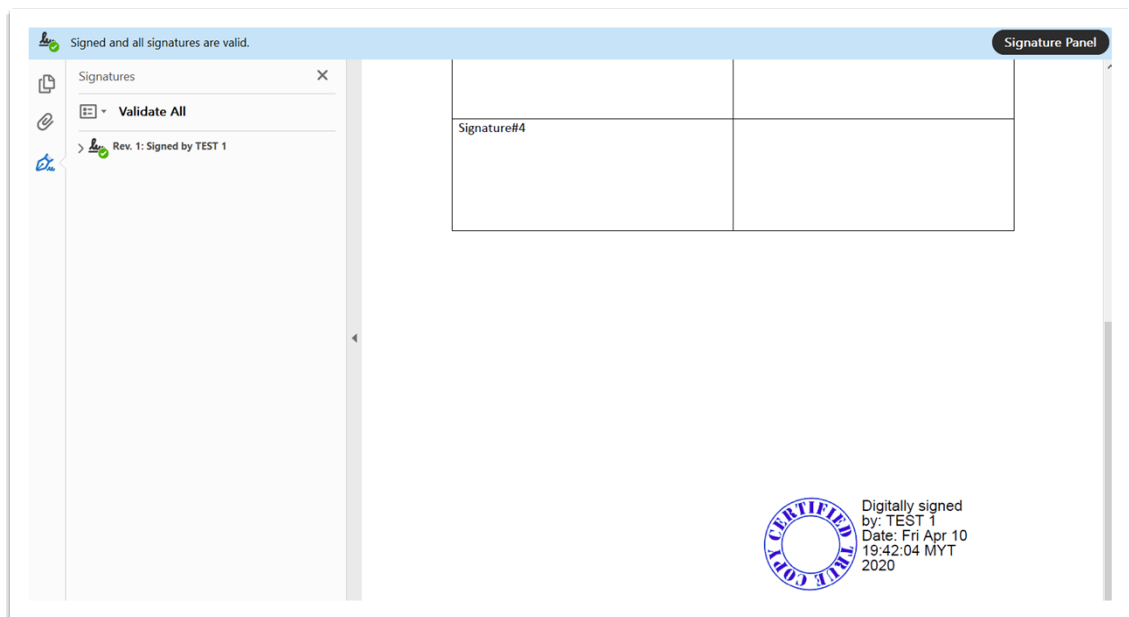 Signed and all signatures are valid.
Signature Panel
Signatures
Validate All
Rev. 1: Signed by TEST 1
Signature#4
CERTIFIED TRUE COPY
Digitally signed
by: TEST 1
Date: Fri Apr 10
19:42:04 MYT
2020